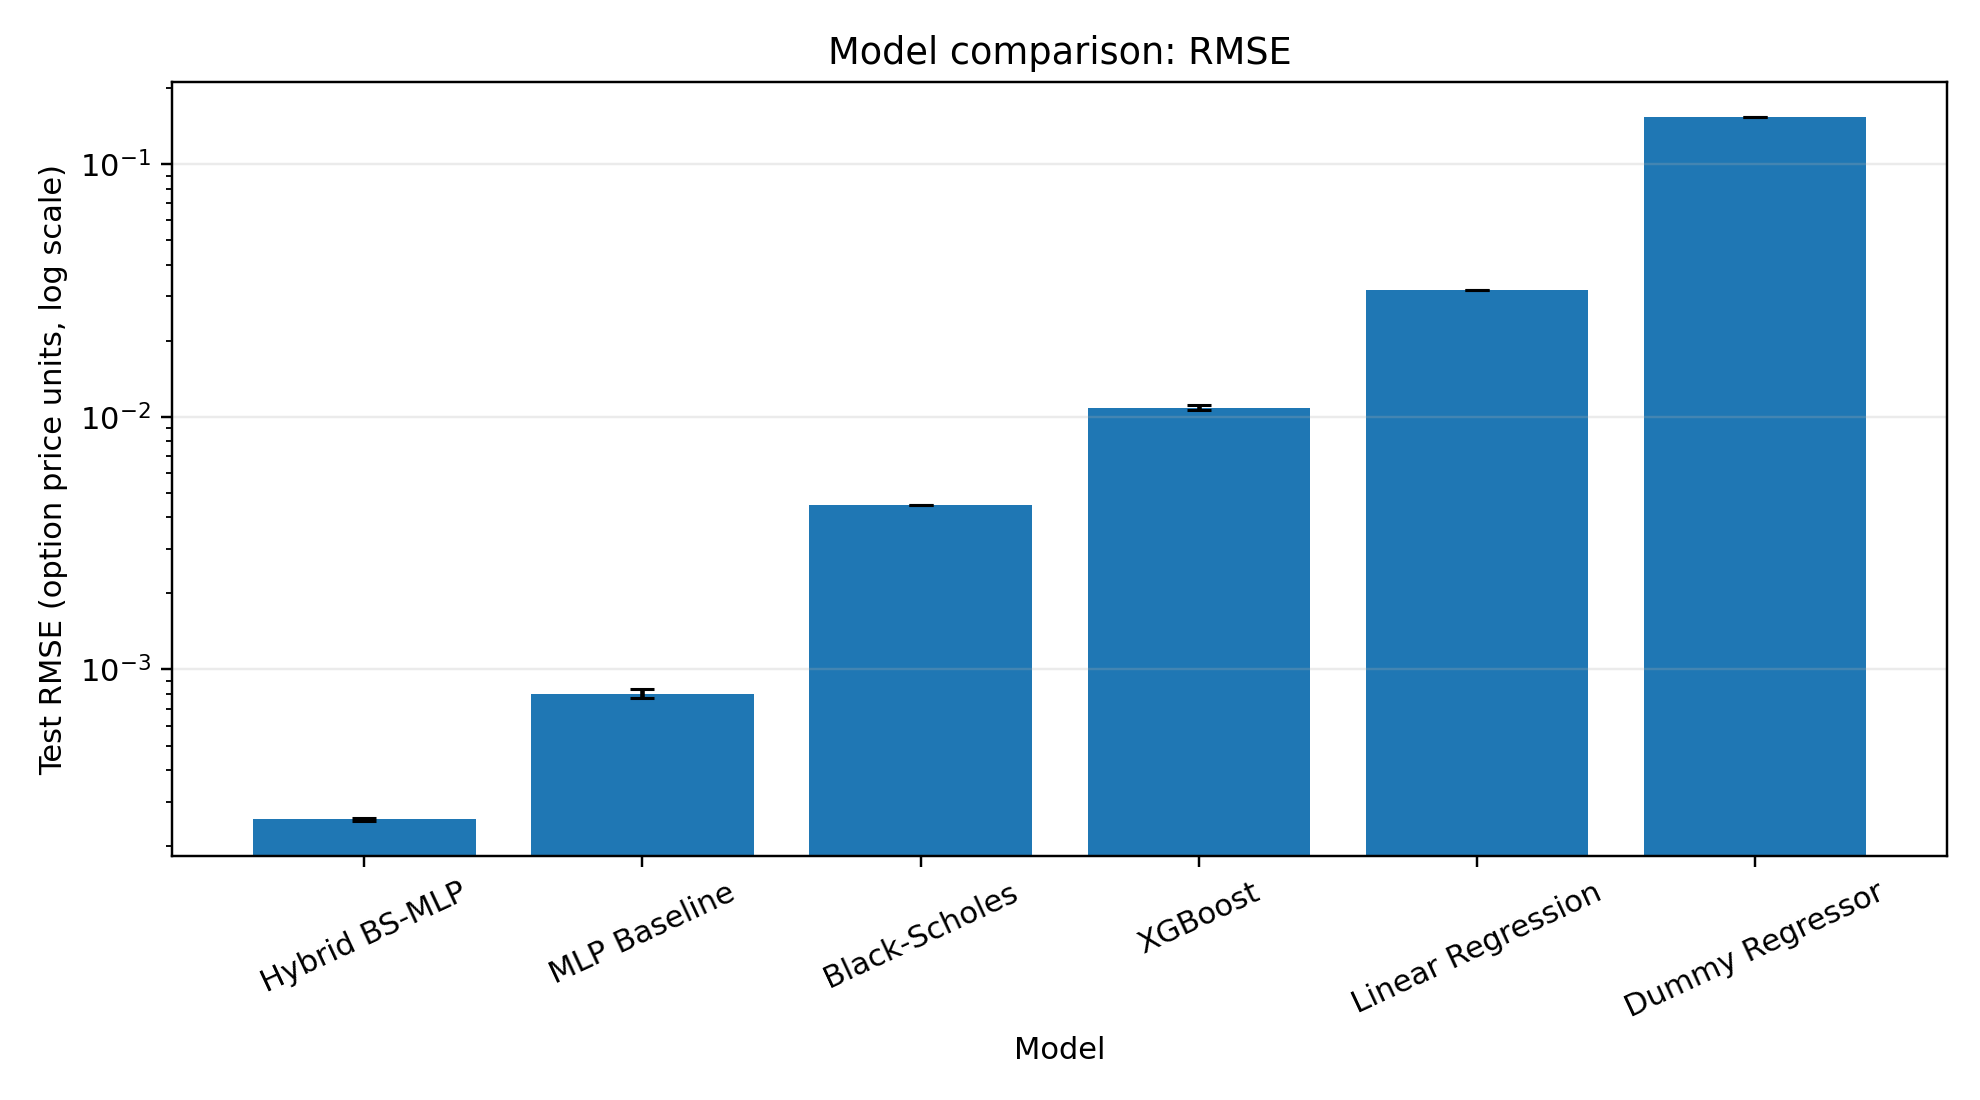 Model comparison: RMSE
Test RMSE (option price units, log scale)
10⁻¹
10⁻²
10⁻³
Hybrid BS-MLP
MLP Baseline
Black-Scholes
XGBoost
Linear Regression
Dummy Regressor
Model